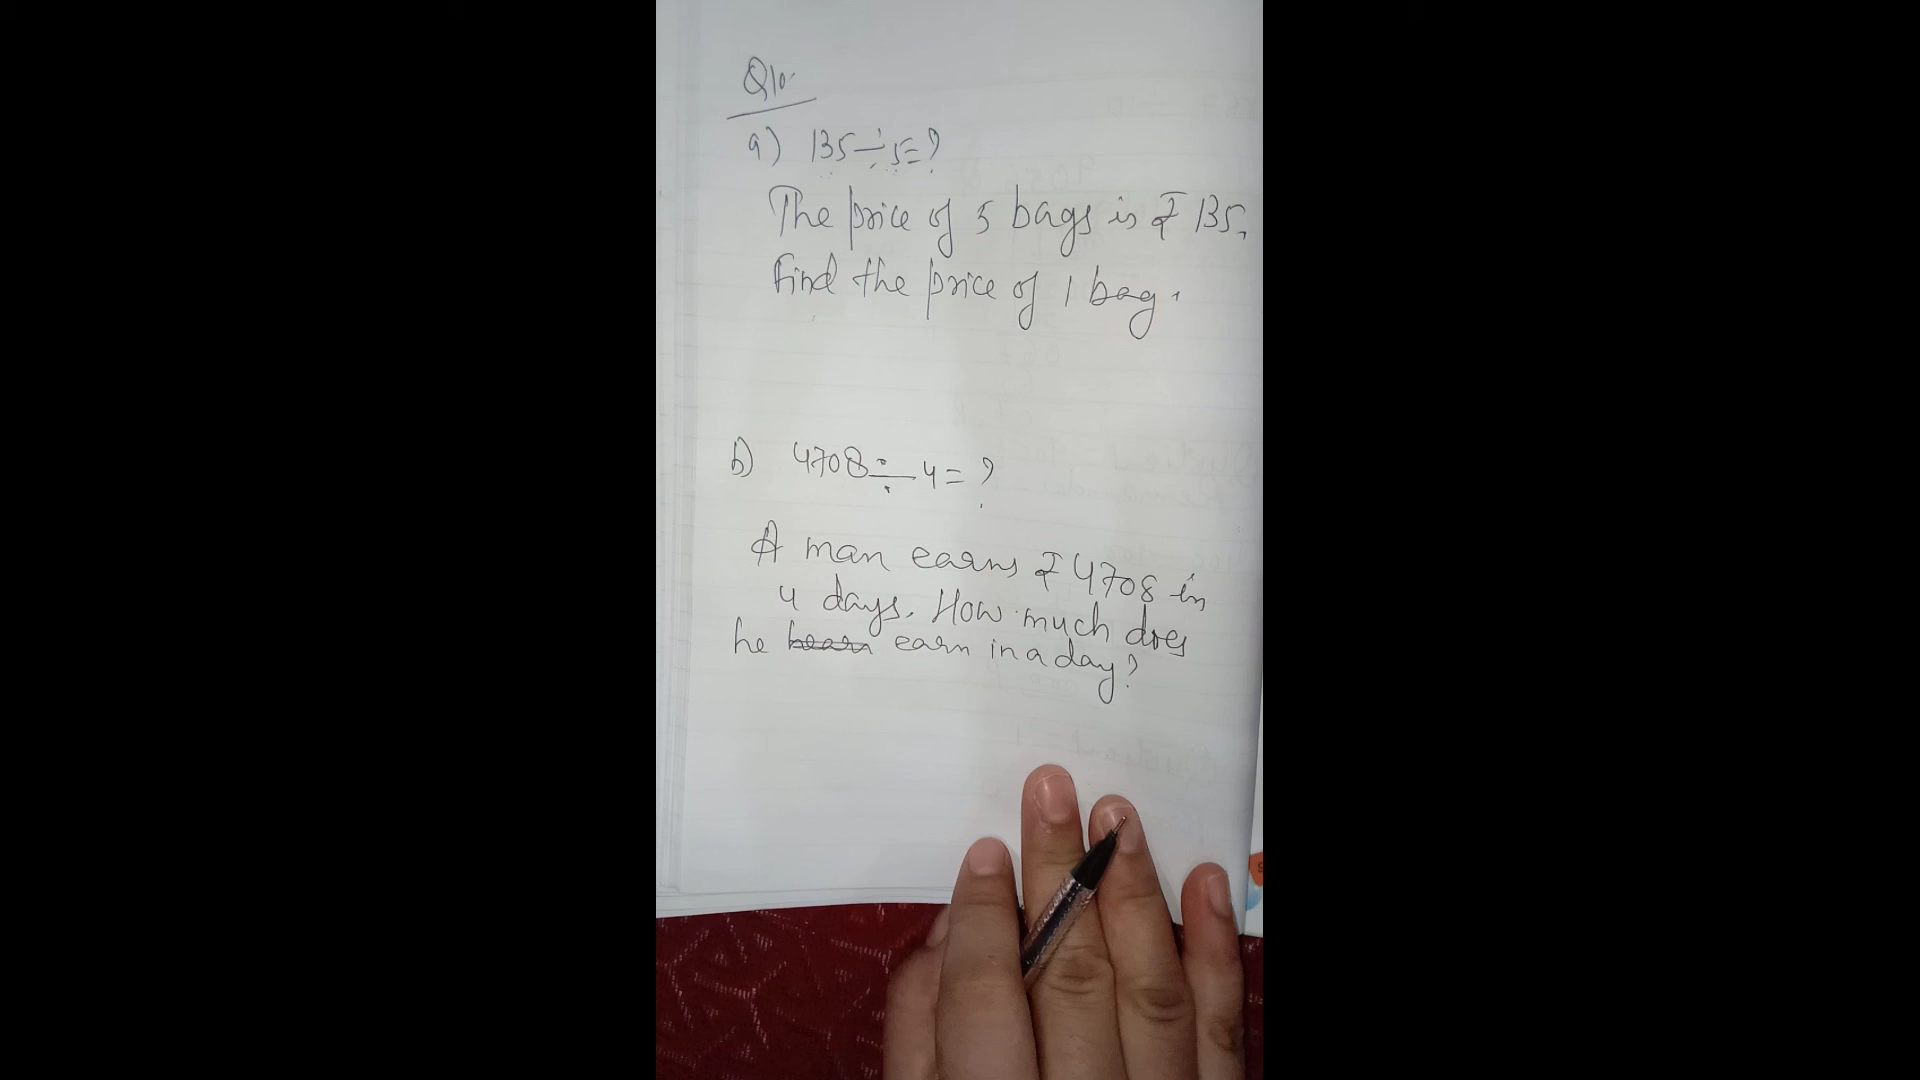 Q10.
a) 135÷5=?
The price of 5 bags is ₹ 135.
Find the price of 1 bag.
b) 4708÷4=?
A man earns ₹4708 in
4 days. How much does
he earn in a day?